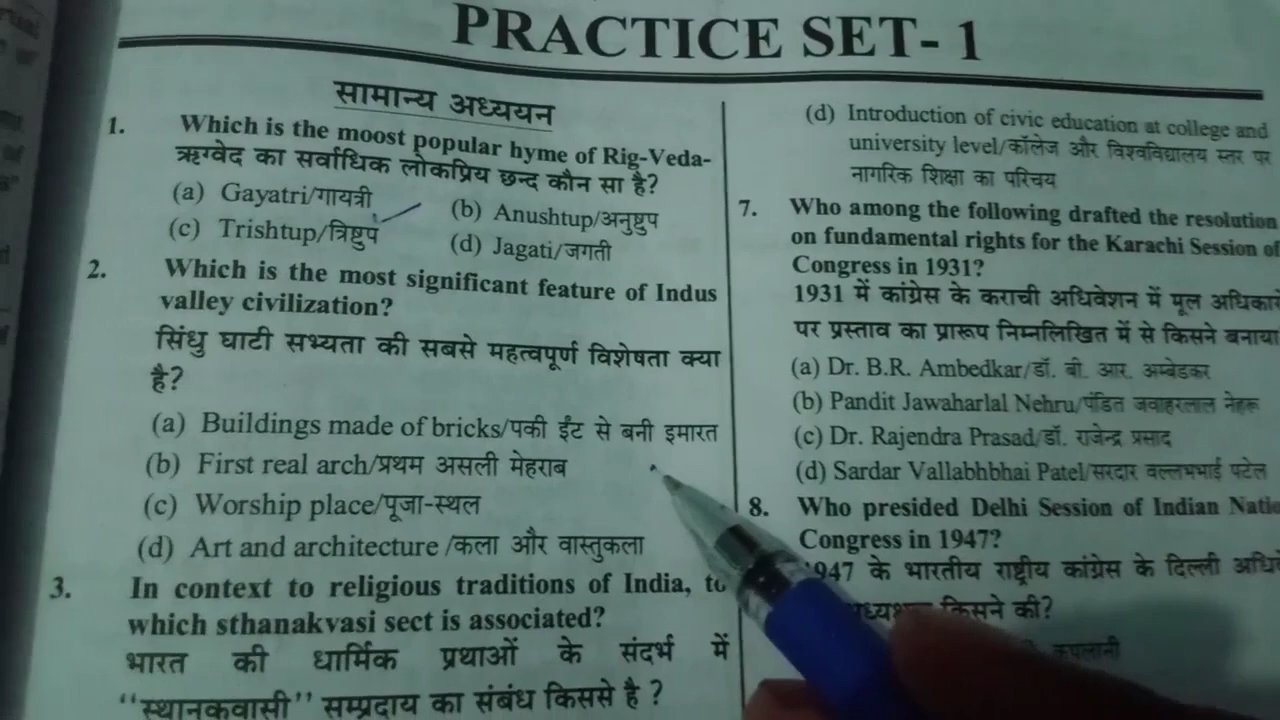 PRACTICE SET- 1
सामान्य अध्ययन
1. Which is the moost popular hyme of Rig-Veda-
ऋग्वेद का सर्वाधिक लोकप्रिय छन्द कौन सा है?
(a) Gayatri/गायत्री
(b) Anushtup/अनुष्टुप
(c) Trishtup/त्रिष्टुप
(d) Jagati/जगती
2. Which is the most significant feature of Indus
valley civilization?
सिंधु घाटी सभ्यता की सबसे महत्वपूर्ण विशेषता क्या
है?
(a) Buildings made of bricks/पकी ईंट से बनी इमारत
(b) First real arch/प्रथम असली मेहराब
(c) Worship place/पूजा-स्थल
(d) Art and architecture /कला और वास्तुकला
3. In context to religious traditions of India, to
which sthanakvasi sect is associated?
भारत की धार्मिक प्रथाओं के संदर्भ में
“स्थानकवासी” सम्प्रदाय का संबंध किससे है ?
(d) Introduction of civic education at college and
university level/कॉलेज और विश्वविद्यालय स्तर पर
नागरिक शिक्षा का परिचय
7. Who among the following drafted the resolution
on fundamental rights for the Karachi Session of
Congress in 1931?
1931 में कांग्रेस के कराची अधिवेशन में मूल
पर प्रस्ताव का प्रारूप निम्नलिखित में से किसने बनाया
(a) Dr. B.R. Ambedkar/डॉ. बी. आर. अम्बेडकर
(b) Pandit Jawaharlal Nehru/पंडित जवाहरलाल नेहरू
(c) Dr. Rajendra Prasad/डॉ. राजेन्द्र प्रसाद
(d) Sardar Vallabhbhai Patel/सरदार वल्लभभाई पटेल
8. Who presided Delhi Session of Indian
Congress in 1947?
के भारतीय राष्ट्रीय कांग्रेस के दिल्ली
किसने की?